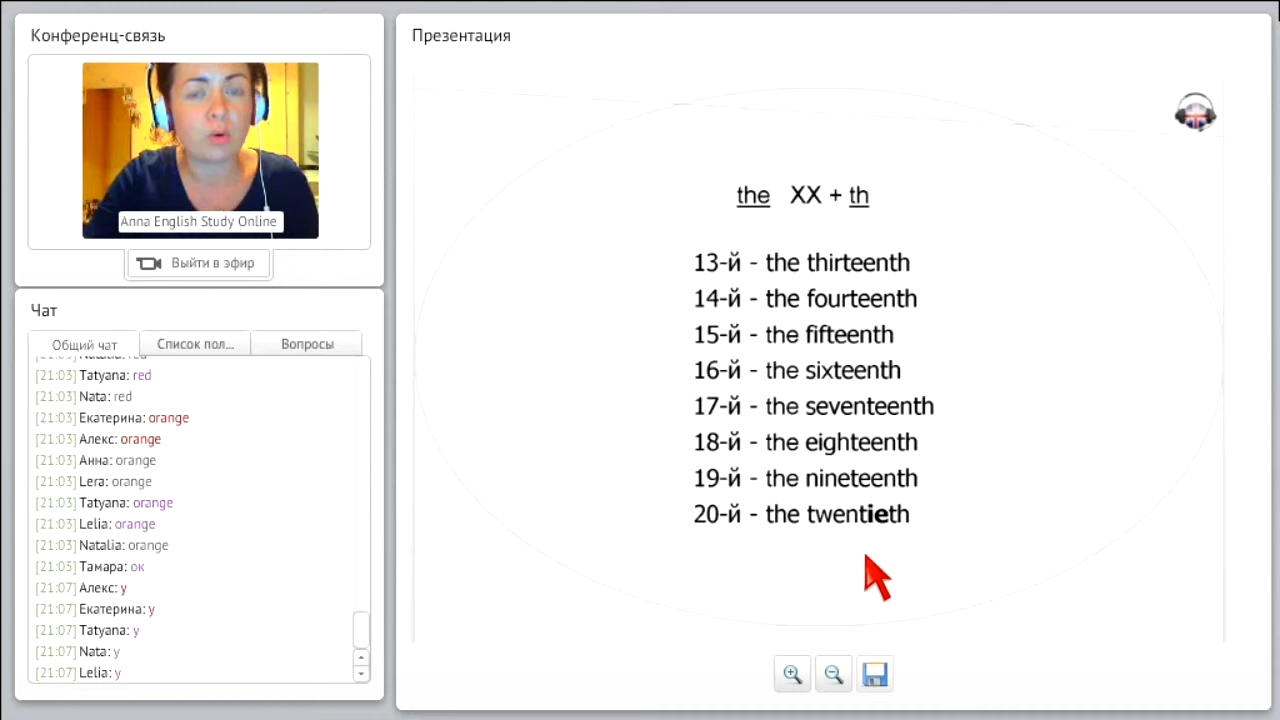 Конференц-связь
Anna English Study Online
Выйти в эфир
Чат
Общий чат
Список пол...
Вопросы
[21:03] Natalia: red
[21:03] Tatyana: red
[21:03] Nata: red
[21:03] Екатерина: orange
[21:03] Алекс: orange
[21:03] Анна: orange
[21:03] Lera: orange
[21:03] Tatyana: orange
[21:03] Lelia: orange
[21:03] Natalia: orange
[21:05] Тамара: ок
[21:07] Алекс: y
[21:07] Екатерина: y
[21:07] Tatyana: y
[21:07] Nata: y
[21:07] Lelia: y
Презентация
the XX + th
13-й - the thirteenth
14-й - the fourteenth
15-й - the fifteenth
16-й - the sixteenth
17-й - the seventeenth
18-й - the eighteenth
19-й - the nineteenth
20-й - the twentieth